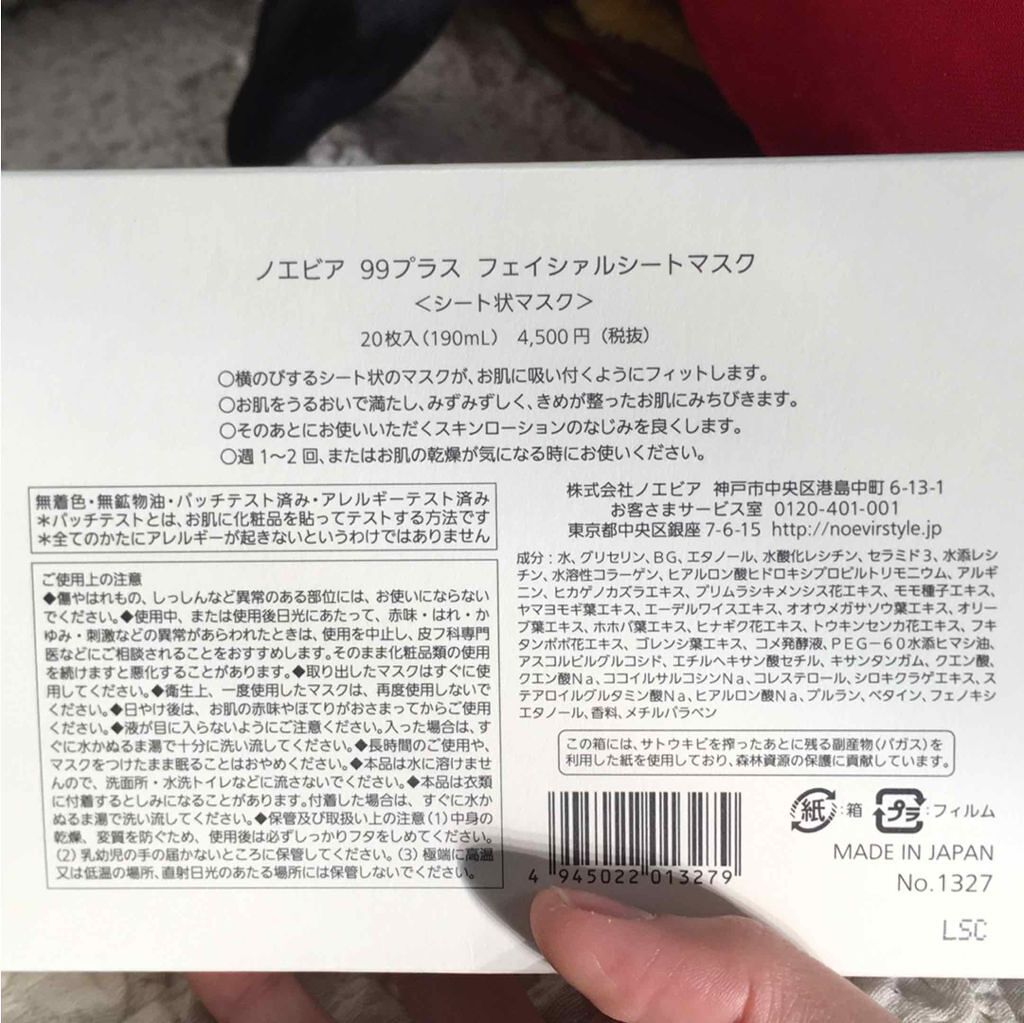 ノエビア 99プラス フェイシァルシートマスク
＜シート状マスク＞
20枚入（190mL） 4,500円（税抜）
○横のびするシート状のマスクが、お肌に吸い付くようにフィットします。
○お肌をうるおいで満たし、みずみずしく、きめが整ったお肌にみちびきます。
○そのあとにお使いいただくスキンローションのなじみを良くします。
○週1～2回、またはお肌の乾燥が気になる時にお使いください。
無着色・無鉱物油・パッチテスト済み・アレルギーテスト済み
＊パッチテストとは、お肌に化粧品を貼ってテストする方法です
＊全てのかたにアレルギーが起きないというわけではありません
ご使用上の注意
◆傷やはれもの、しっしんなど異常のある部位には、お使いにならない
でください。◆使用中、または使用後日光にあたって、赤味・はれ・か
ゆみ・刺激などの異常があらわれたときは、使用を中止し、皮フ科専門
医などにご相談されることをおすすめします。そのまま化粧品類の使用
を続けますと悪化することがあります。◆取り出したマスクはすぐに使
用してください。◆衛生上、一度使用したマスクは、再度使用しないで
ください。◆日やけ後は、お肌の赤味やほてりがおさまってからご使用
ください。◆液が目に入らないようにご注意ください。入った場合は、す
ぐに水かぬるま湯で十分に洗い流してください。◆長時間のご使用や、
マスクをつけたまま眠ることはおやめください。◆本品は水に溶けませ
んので、洗面所・水洗トイレなどに流さないでください。◆本品は衣類
に付着するとしみになることがあります。付着した場合は、すぐに水か
ぬるま湯で洗い流してください。◆保管及び取扱い上の注意（1）中身の
乾燥、変質を防ぐため、使用後は必ずしっかりフタをしめてください。
（2）乳幼児の手の届かないところに保管してください。（3）極端に高温
又は低温の場所、直射日光のあたる場所には保管しないでください。
株式会社ノエビア 神戸市中央区港島中町6-13-1
お客さまサービス室 0120-401-001
東京都中央区銀座7-6-15 http://noevirstyle.jp
成分：水、グリセリン、BG、エタノール、水酸化レシチン、セラミド3、水添レシ
チン、水溶性コラーゲン、ヒアルロン酸ヒドロキシプロピルトリモニウム、アルギ
ニン、ヒカゲノカズラエキス、プリムラシキメンシス花エキス、モモ種子エキス、
ヤマヨモギ葉エキス、エーデルワイスエキス、オオウメガサソウ葉エキス、オリー
ブ葉エキス、ホホバ葉エキス、ヒナギク花エキス、トウキンセンカ花エキス、フキ
タンポポ花エキス、ゴレンシ葉エキス、コメ発酵液、PEG－60水添ヒマシ油、
アスコルビルグルコシド、エチルヘキサン酸セチル、キサンタンガム、クエン酸、
クエン酸Na、ココイルサルコシンNa、コレステロール、シロキクラゲエキス、ス
テアロイルグルタミン酸Na、ヒアルロン酸Na、プルラン、ベタイン、フェノキシ
エタノール、香料、メチルパラベン
この箱には、サトウキビを搾ったあとに残る副産物（バガス）を
利用した紙を使用しており、森林資源の保護に貢献しています。
紙：箱 プラ：フィルム
MADE IN JAPAN
No.1327
4 945022 013279
LSC